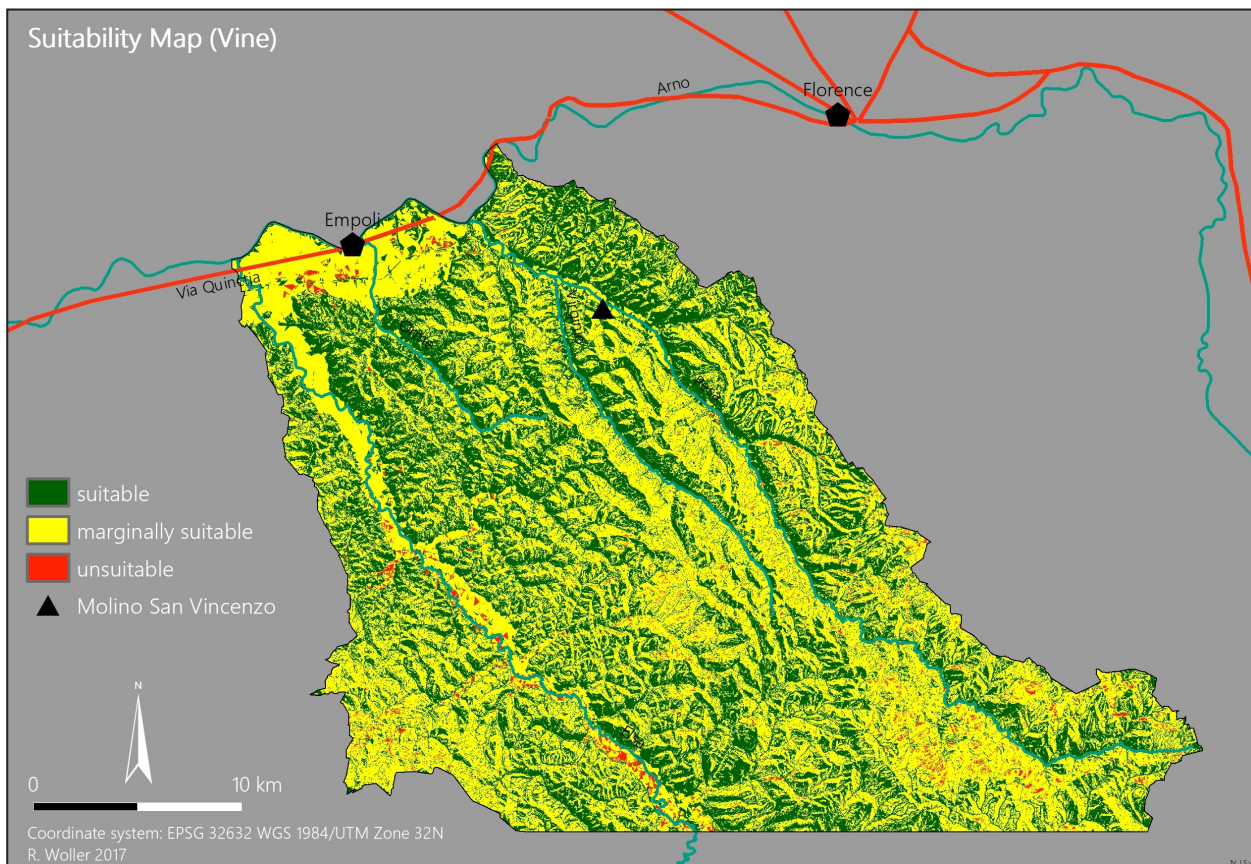 Suitability Map (Vine)
Arno
Florence
Empoli
Via Quinctia
suitable
marginally suitable
unsuitable
Molino San Vincenzo
N
0 10 km
Coordinate system: EPSG 32632 WGS 1984/UTM Zone 32N
R. Woller 2017